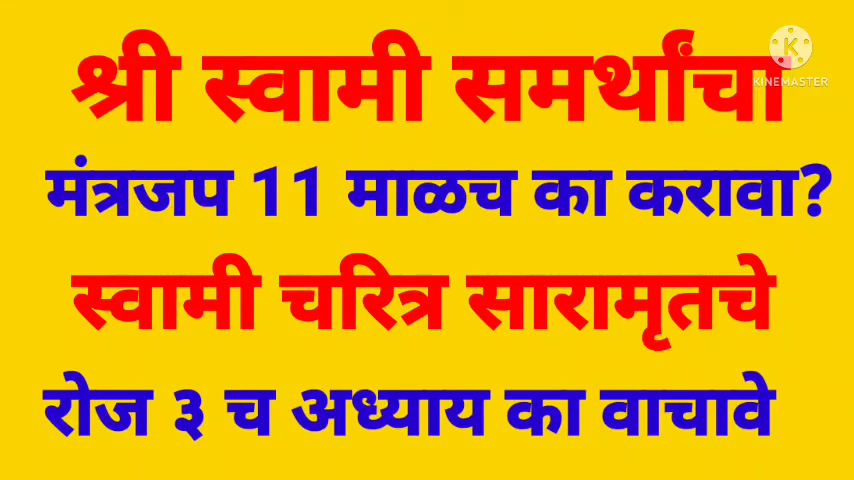 श्री स्वामी समर्थांचा
KINEMASTER
मंत्रजप 11 माळच का करावा?
स्वामी चरित्र सारामृतचे
रोज ३ च अध्याय का वाचावे